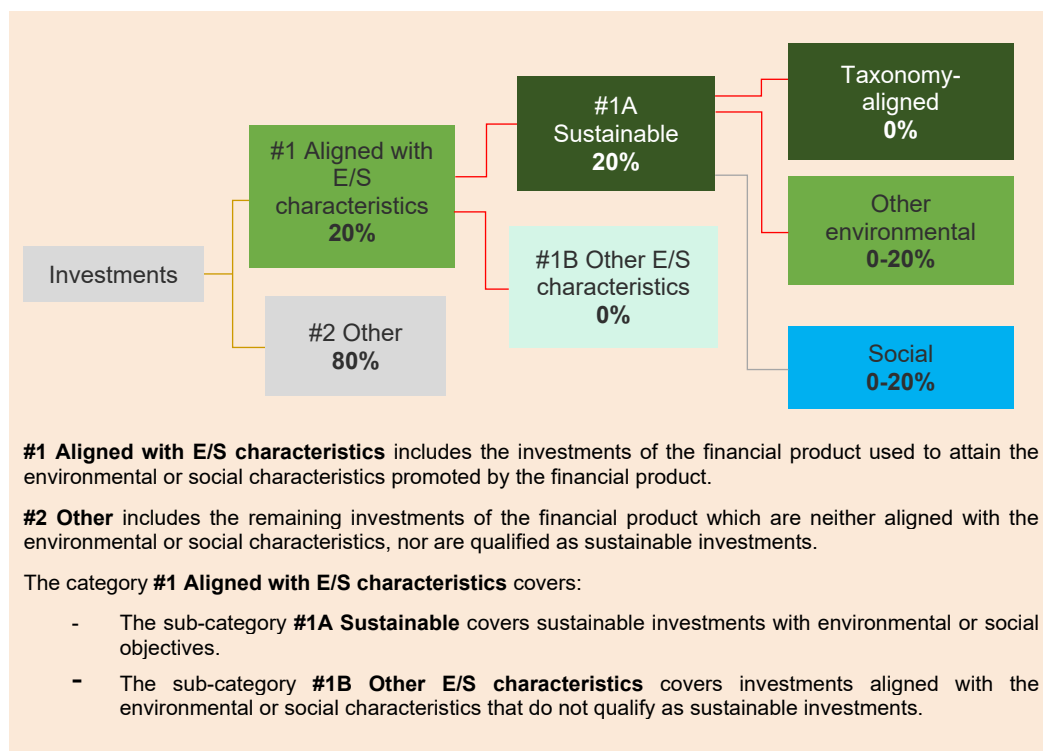 Investments
#1 Aligned with
E/S
characteristics
20%
#2 Other
80%
#1A
Sustainable
20%
#1B Other E/S
characteristics
0%
Taxonomy-
aligned
0%
Other
environmental
0-20%
Social
0-20%
#1 Aligned with E/S characteristics includes the investments of the financial product used to attain the
environmental or social characteristics promoted by the financial product.
#2 Other includes the remaining investments of the financial product which are neither aligned with the
environmental or social characteristics, nor are qualified as sustainable investments.
The category #1 Aligned with E/S characteristics covers:
- The sub-category #1A Sustainable covers sustainable investments with environmental or social
objectives.
- The sub-category #1B Other E/S characteristics covers investments aligned with the
environmental or social characteristics that do not qualify as sustainable investments.